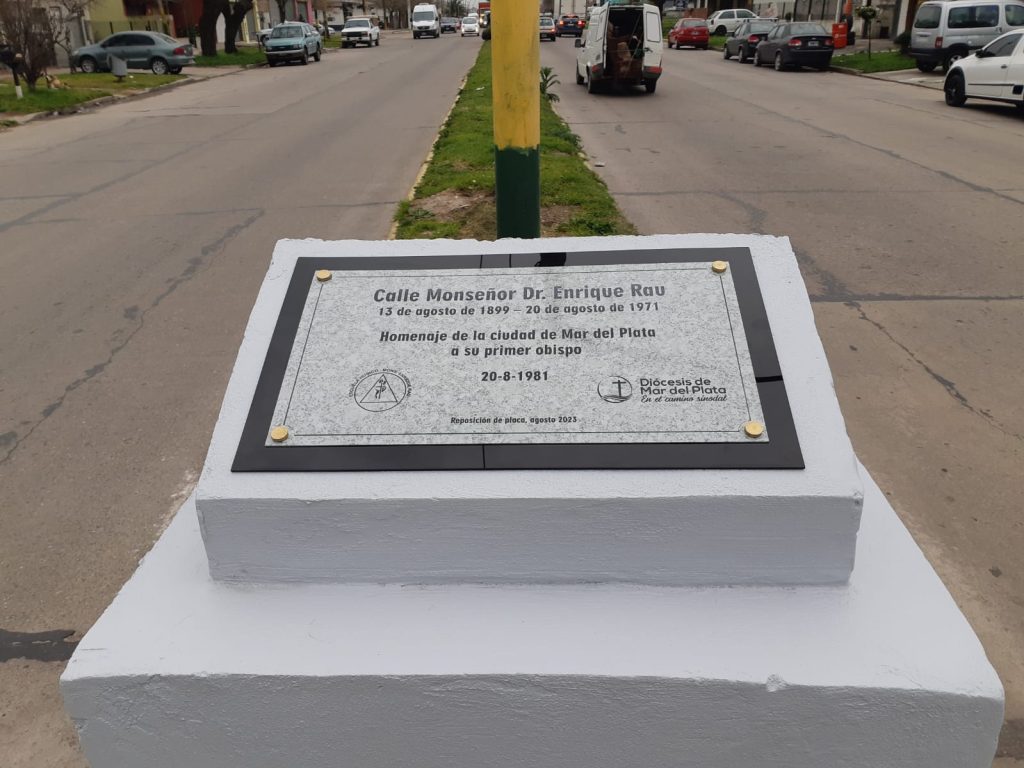 Calle Monseñor Dr. Enrique Rau
13 de agosto de 1899 – 20 de agosto de 1971
Homenaje de la ciudad de Mar del Plata
a su primer obispo
20-8-1981
Diócesis de
Mar del Plata
En el camino sinodal
Reposición de placa, agosto 2023